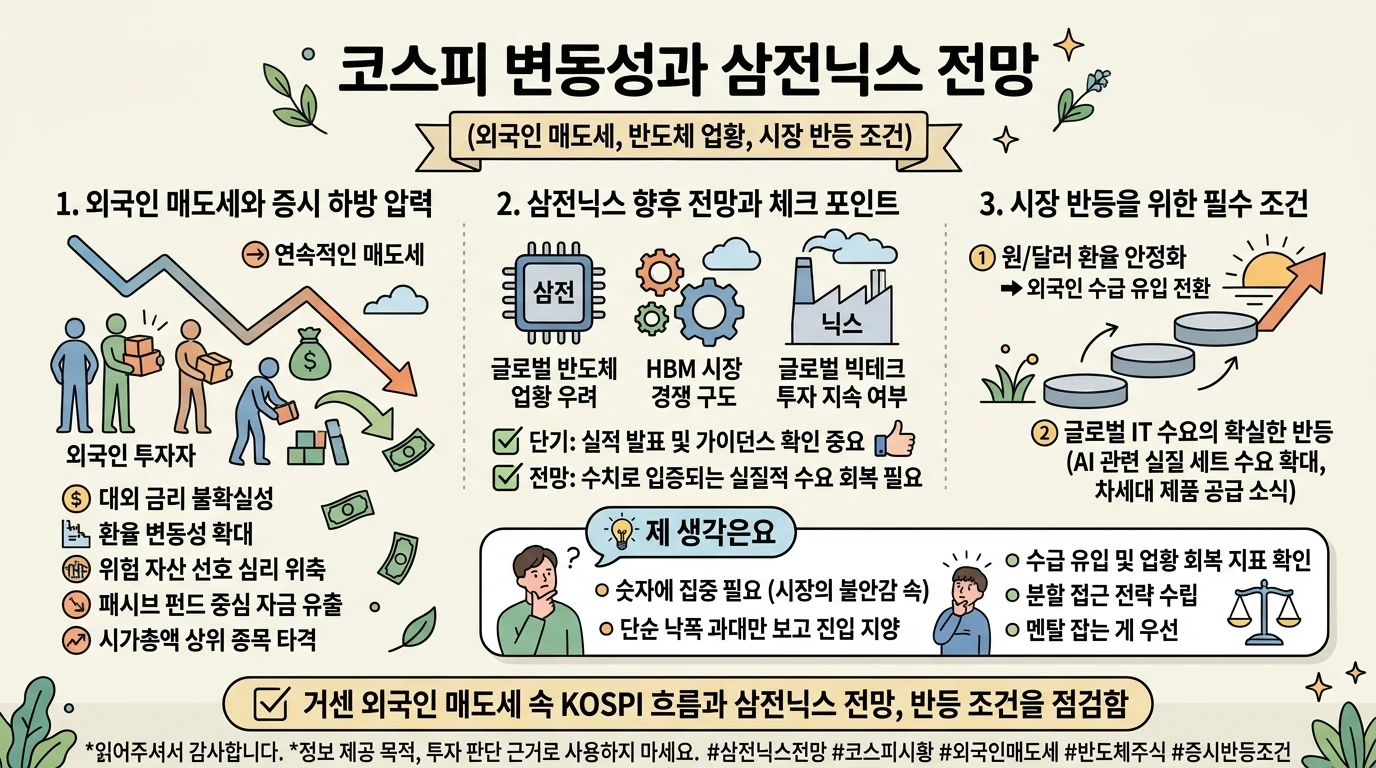 코스피 변동성과 삼전닉스 전망
(외국인 매도세, 반도체 업황, 시장 반등 조건)
1. 외국인 매도세와 증시 하방 압력
연속적인 매도세
$
외국인 투자자
$ 대외 금리 불확실성
환율 변동성 확대
위험 자산 선호 심리 위축
패시브 펀드 중심 자금 유출
시가총액 상위 종목 타격
$
$
$
2. 삼전닉스 향후 전망과 체크 포인트
삼전
닉스
글로벌 반도체
업황 우려
HBM 시장
경쟁 구도
글로벌 빅테크
투자 지속 여부
단기: 실적 발표 및 가이던스 확인 중요
전망: 수치로 입증되는 실질적 수요 회복 필요
3. 시장 반등을 위한 필수 조건
1 원/달러 환율 안정화
➡ 외국인 수급 유입 전환
2 글로벌 IT 수요의 확실한 반등
(AI 관련 실질 세트 수요 확대,
차세대 제품 공급 소식)
제 생각은요
?
숫자에 집중 필요 (시장의 불안감 속)
단순 낙폭 과대만 보고 진입 지양
수급 유입 및 업황 회복 지표 확인
분할 접근 전략 수립
멘탈 잡는 게 우선
거센 외국인 매도세 속 KOSPI 흐름과 삼전닉스 전망, 반등 조건을 점검함
*읽어주셔서 감사합니다. *정보 제공 목적, 투자 판단 근거로 사용하지 마세요. #삼전닉스전망 #코스피시황 #외국인매도세 #반도체주식 #증시반등조건